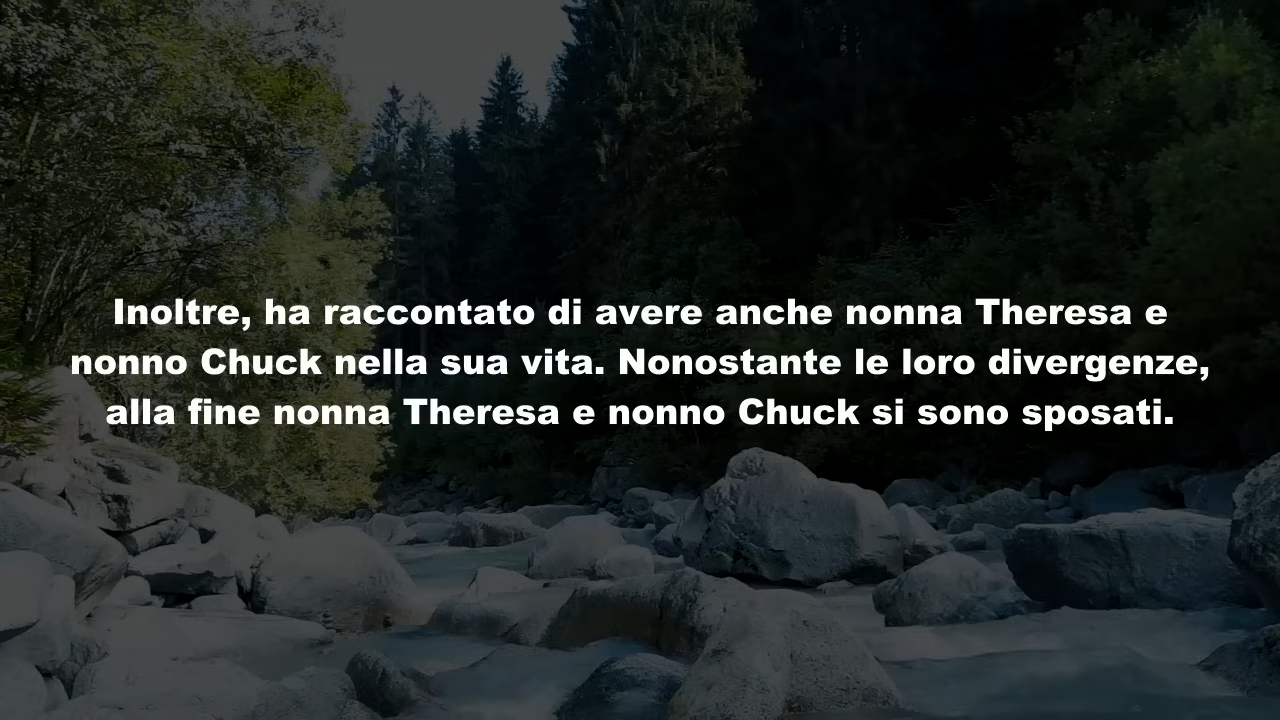 Inoltre, ha raccontato di avere anche nonna Theresa e
nonno Chuck nella sua vita. Nonostante le loro divergenze,
alla fine nonna Theresa e nonno Chuck si sono sposati.